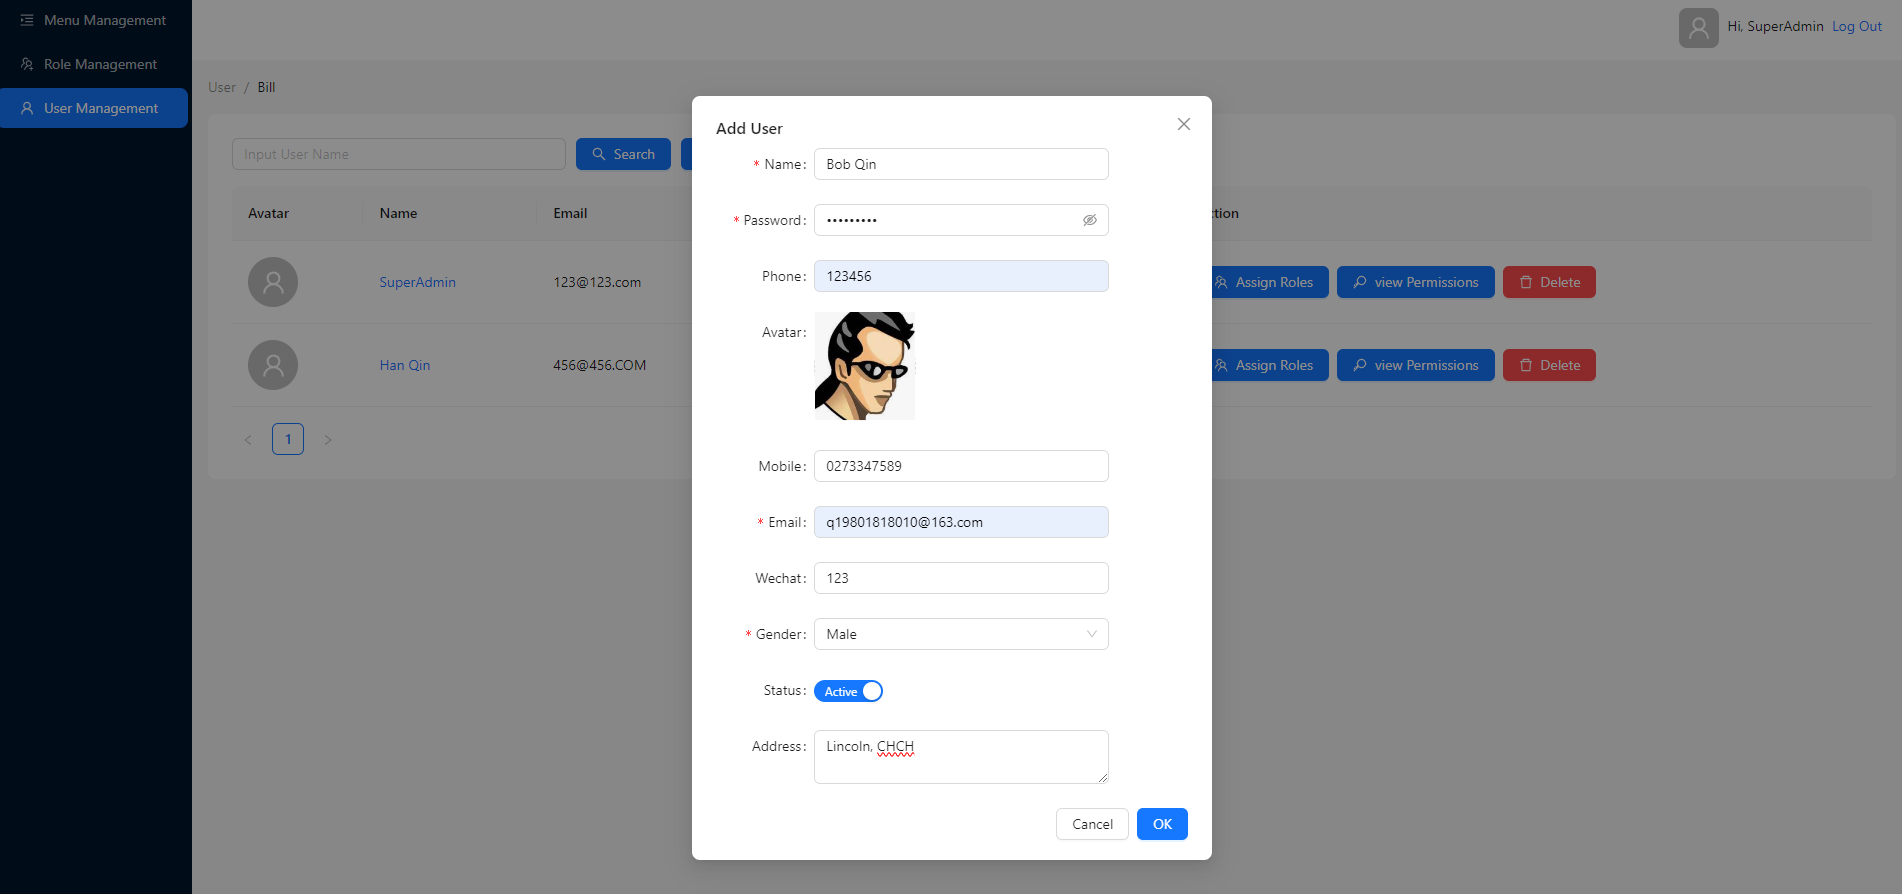 Menu Management
Role Management
User Management
Hi, SuperAdmin Log Out
User / Bill
Input User Name
Search
Avatar Name Email
SuperAdmin 123@123.com Assign Roles view Permissions Delete
Han Qin 456@456.COM Assign Roles view Permissions Delete
< 1 >
Add User
* Name: Bob Qin
* Password: •••••••••
Phone: 123456
Avatar:
Mobile: 0273347589
* Email: q19801818010@163.com
Wechat: 123
* Gender: Male
Status: Active
Address: Lincoln, CHCH
Cancel OK